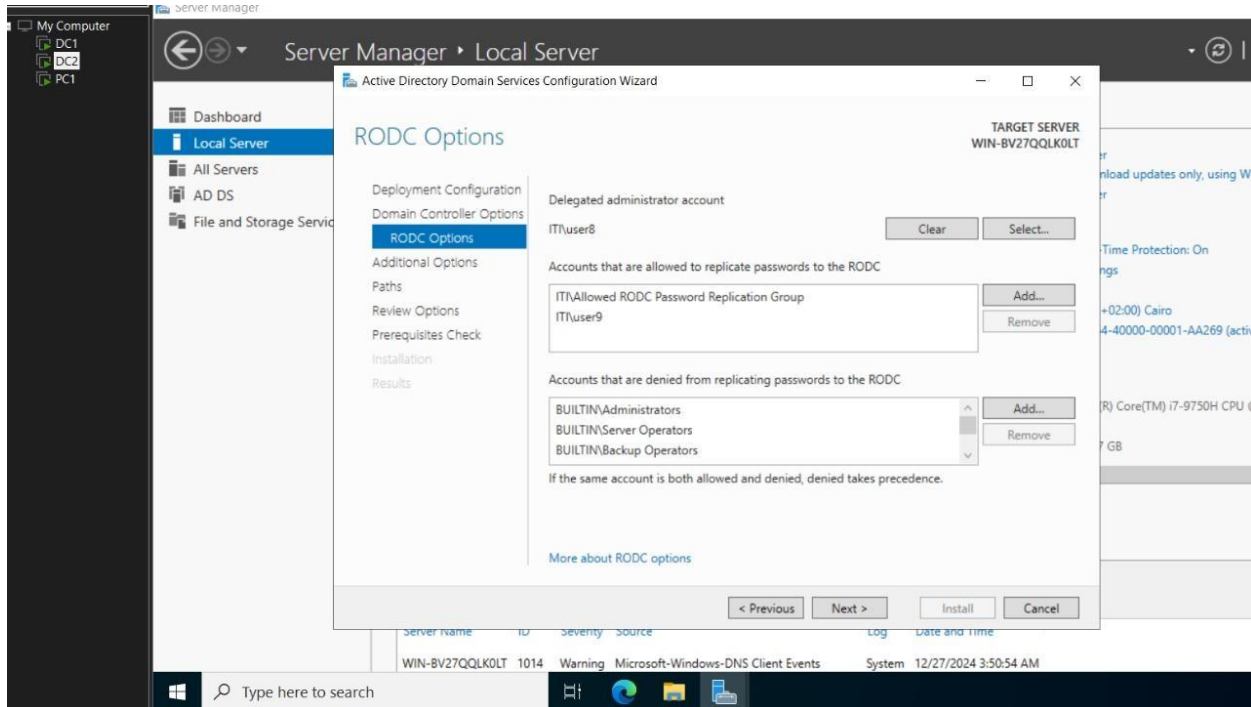 Server Manager
My Computer
DC1
DC2
PC1
Server Manager • Local Server
Active Directory Domain Services Configuration Wizard
RODC Options
TARGET SERVER
WIN-BV27QQLK0LT
Dashboard
Local Server
All Servers
AD DS
File and Storage Servic
Deployment Configuration
Domain Controller Options
RODC Options
Additional Options
Paths
Review Options
Prerequisites Check
Installation
Results
Delegated administrator account
ITI\user8
Clear
Select...
Accounts that are allowed to replicate passwords to the RODC
ITI\Allowed RODC Password Replication Group
ITI\user9
Add...
Remove
Accounts that are denied from replicating passwords to the RODC
BUILTIN\Administrators
BUILTIN\Server Operators
BUILTIN\Backup Operators
Add...
Remove
If the same account is both allowed and denied, denied takes precedence.
More about RODC options
< Previous
Next >
Install
Cancel
er
nload updates only, using W
er
-Time Protection: On
ngs
+02:00) Cairo
4-40000-00001-AA269 (activ
(R) Core(TM) i7-9750H CPU
7 GB
Server Name ID Severity Source Log Date and Time
WIN-BV27QQLK0LT 1014 Warning Microsoft-Windows-DNS Client Events System 12/27/2024 3:50:54 AM
Type here to search